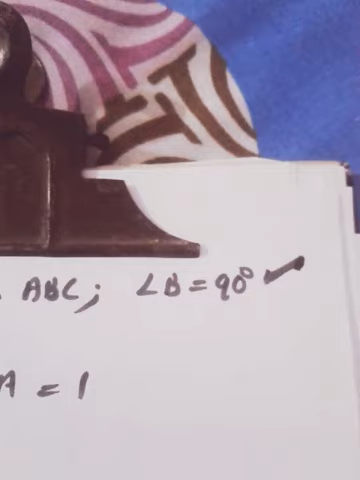 ABC; ∠B = 90°
A = 1